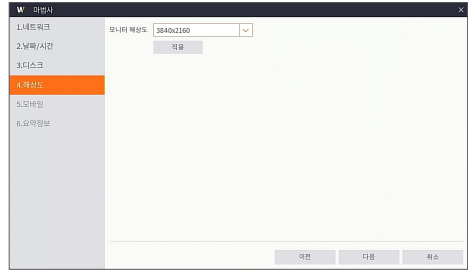 W 마법사
1.네트워크
2.날짜/시간
3.디스크
4.해상도
5.모바일
6.요약정보
모니터 해상도 3840x2160
적용
이전 다음 취소